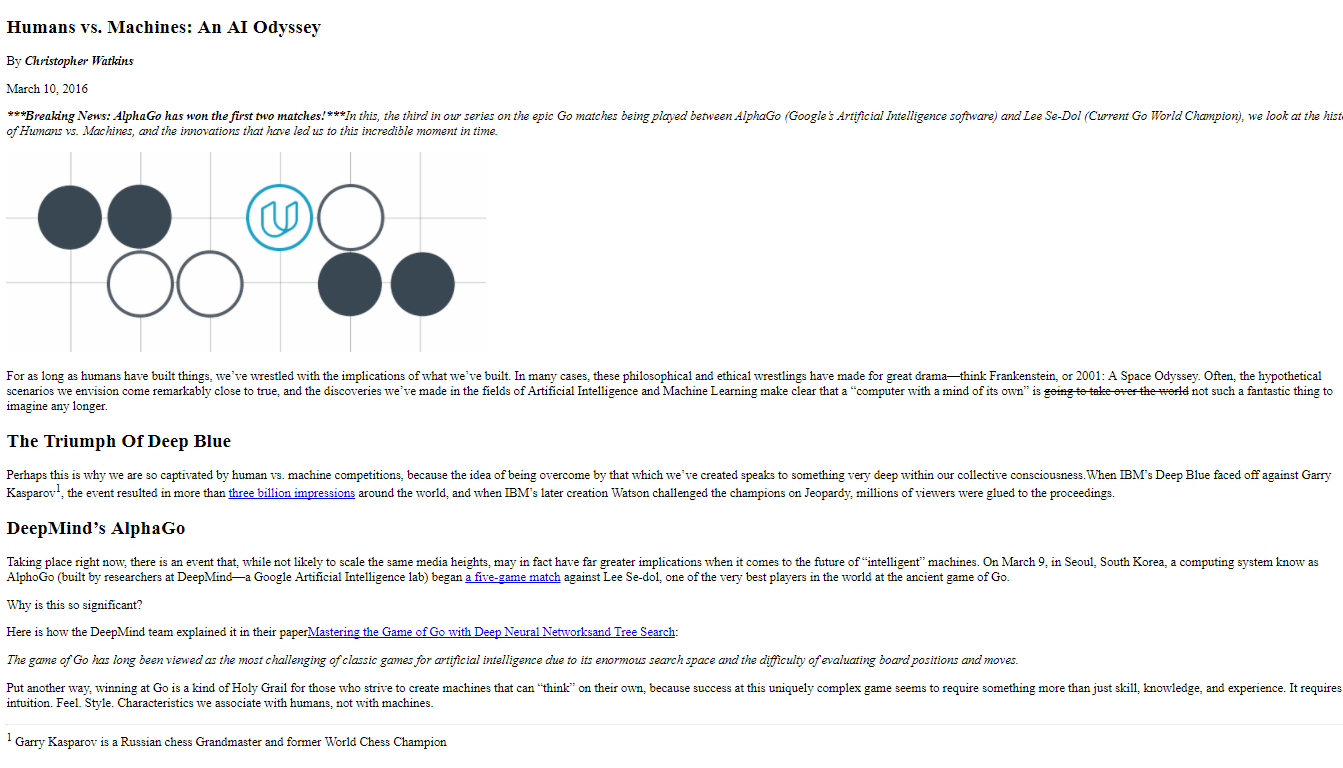 Humans vs. Machines: An AI Odyssey
By Christopher Watkins
March 10, 2016
***Breaking News: AlphaGo has won the first two matches!***In this, the third in our series on the epic Go matches being played between AlphaGo (Google's Artificial Intelligence software) and Lee Se-Dol (Current Go World Champion), we look at the
of Humans vs. Machines, and the innovations that have led us to this incredible moment in time.
For as long as humans have built things, we’ve wrestled with the implications of what we’ve built. In many cases, these philosophical and ethical wrestlings have made for great drama—think Frankenstein, or 2001: A Space Odyssey. Often, the hypothetical
scenarios we envision come remarkably close to true, and the discoveries we’ve made in the fields of Artificial Intelligence and Machine Learning make clear that a “computer with a mind of its own” is going to take over the world not such a fantastic thing to
imagine any longer.
The Triumph Of Deep Blue
Perhaps this is why we are so captivated by human vs. machine competitions, because the idea of being overcome by that which we’ve created speaks to something very deep within our collective consciousness.When IBM’s Deep Blue faced off against Garry
Kasparov1, the event resulted in more than three billion impressions around the world, and when IBM’s later creation Watson challenged the champions on Jeopardy, millions of viewers were glued to the proceedings.
DeepMind’s AlphaGo
Taking place right now, there is an event that, while not likely to scale the same media heights, may in fact have far greater implications when it comes to the future of “intelligent” machines. On March 9, in Seoul, South Korea, a computing system know as
AlphoGo (built by researchers at DeepMind—a Google Artificial Intelligence lab) began a five-game match against Lee Se-dol, one of the very best players in the world at the ancient game of Go.
Why is this so significant?
Here is how the DeepMind team explained it in their paperMastering the Game of Go with Deep Neural Networksand Tree Search:
The game of Go has long been viewed as the most challenging of classic games for artificial intelligence due to its enormous search space and the difficulty of evaluating board positions and moves.
Put another way, winning at Go is a kind of Holy Grail for those who strive to create machines that can “think” on their own, because success at this uniquely complex game seems to require something more than just skill, knowledge, and experience. It requires
intuition. Feel. Style. Characteristics we associate with humans, not with machines.
1 Garry Kasparov is a Russian chess Grandmaster and former World Chess Champion